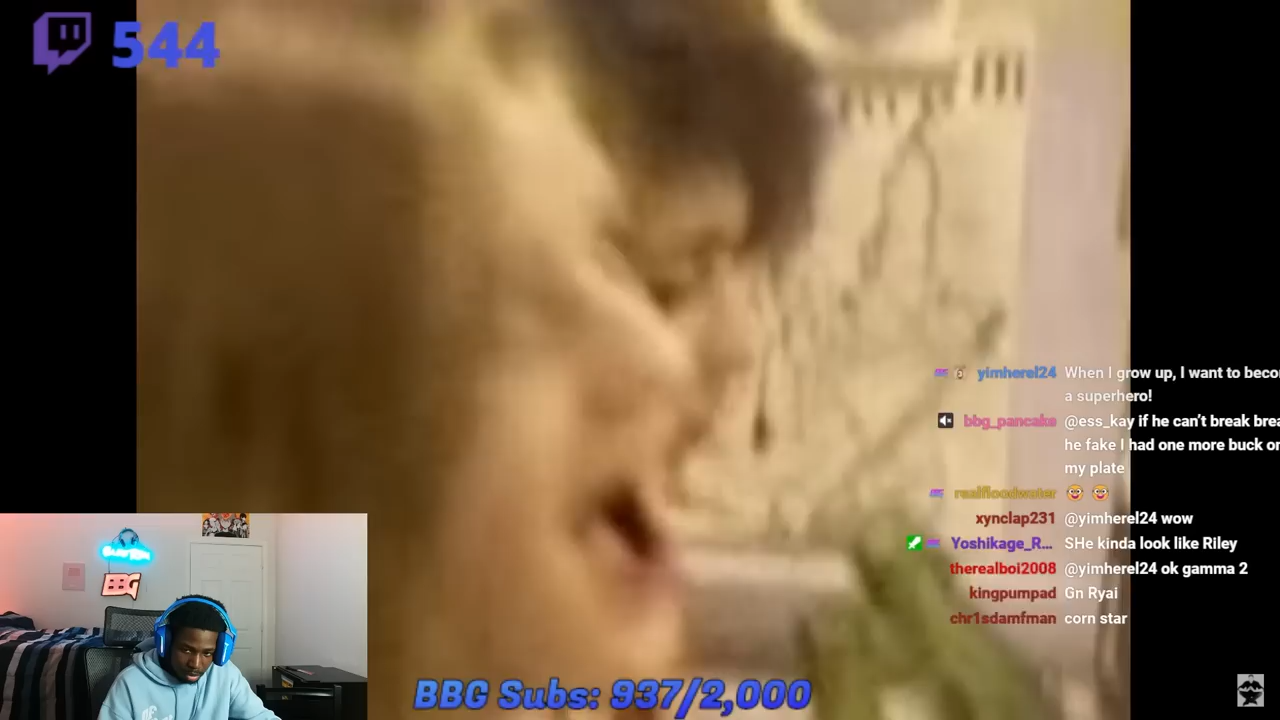 544
yimherel24 When I grow up, I want to beco
a superhero!
bbg_pancake @ess_kay if he can't break brea
he fake I had one more buck on
my plate
realfloodwater
xynclap231 @yimherel24 wow
Yoshikage_R... SHe kinda look like Riley
therealboi2008 @yimherel24 ok gamma 2
kingpumpad Gn Ryai
chr1sdamfman corn star
BBG
BBG Subs: 937/2,000